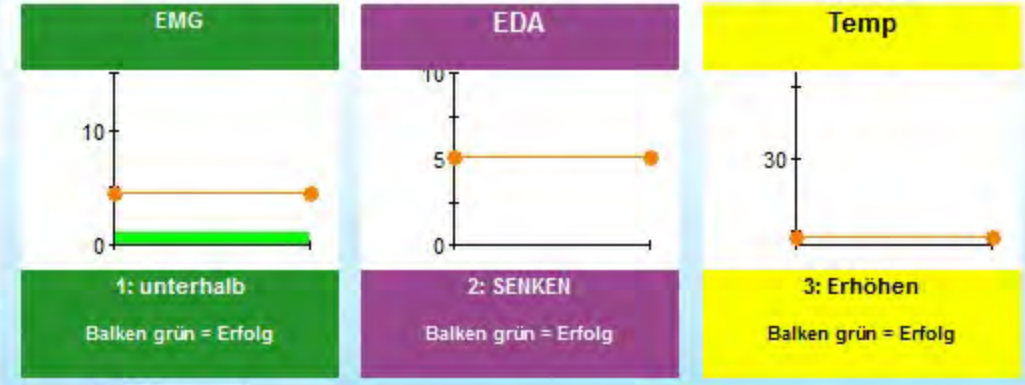 EMG
EDA
Temp
10
0
10
5
0
30
1: unterhalb
Balken grün = Erfolg
2: SENKEN
Balken grün = Erfolg
3: Erhöhen
Balken grün = Erfolg